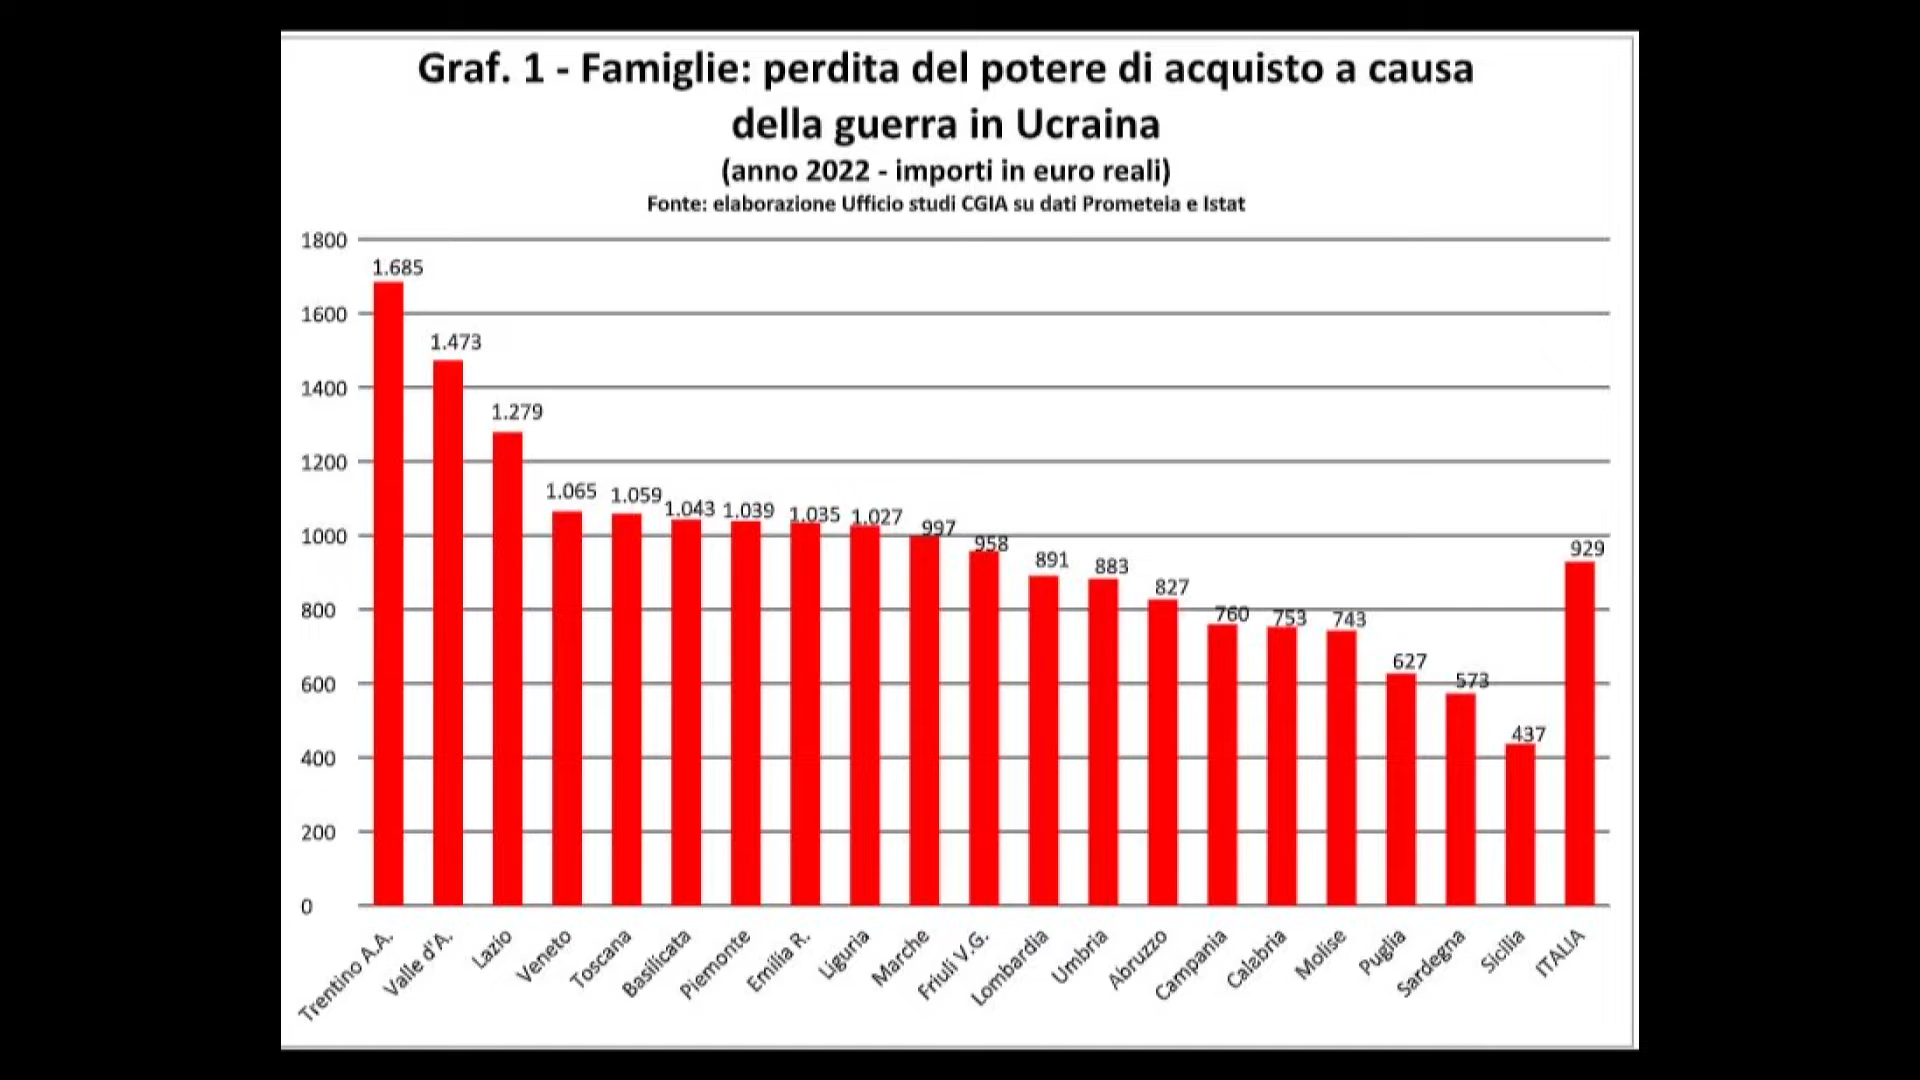 Graf. 1 - Famiglie: perdita del potere di acquisto a causa
della guerra in Ucraina
(anno 2022 - importi in euro reali)
Fonte: elaborazione Ufficio studi CGIA su dati Prometeia e Istat
1800
1600
1400
1200
1000
800
600
400
200
0
1.685
1.473
1.279
1.065
1.059
1.043
1.039
1.035
1.027
997
958
891
883
827
760
753
743
627
573
437
929
Trentino A.A.
Valle d'A.
Lazio
Veneto
Toscana
Basilicata
Piemonte
Emilia R.
Liguria
Marche
Friuli V.G.
Lombardia
Umbria
Abruzzo
Campania
Calabria
Molise
Puglia
Sardegna
Sicilia
ITALIA